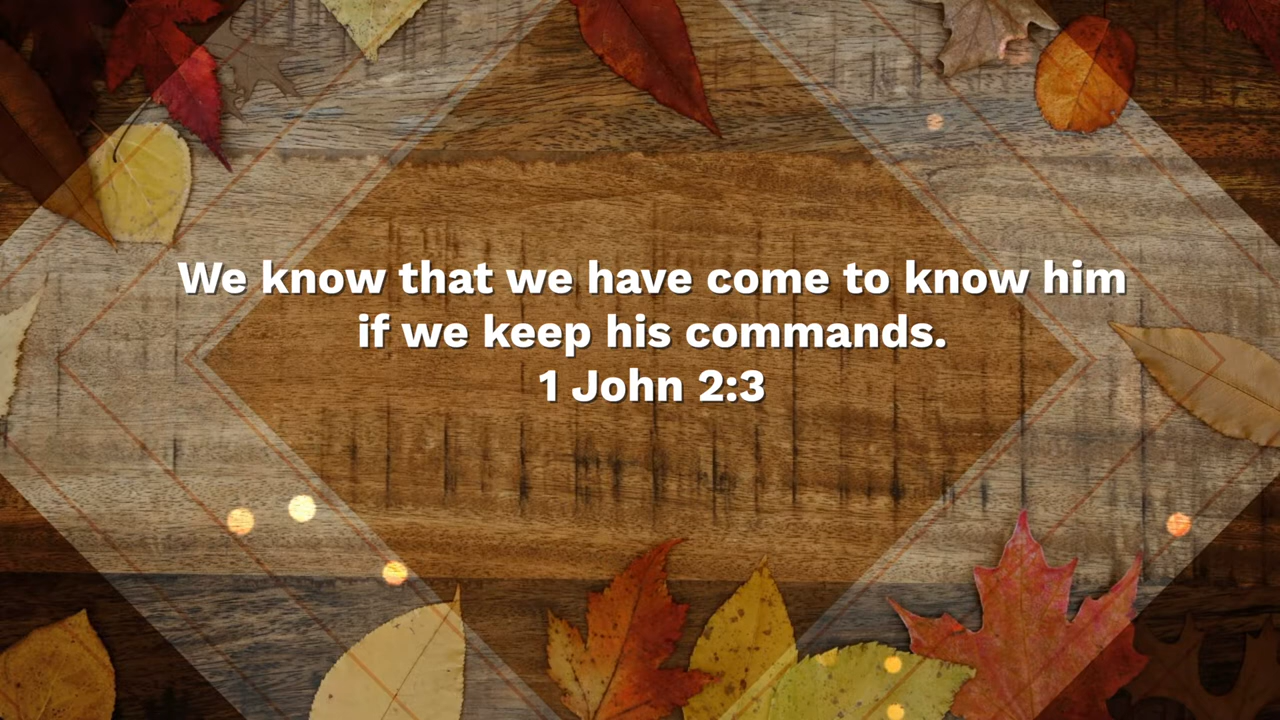 We know that we have come to know him
if we keep his commands.
1 John 2:3